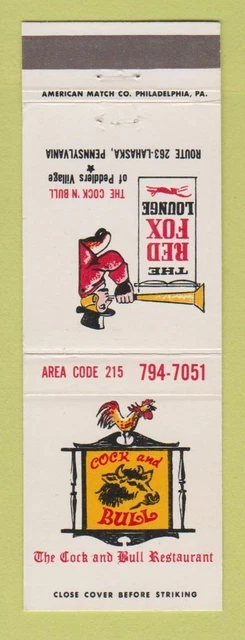 AMERICAN MATCH CO. PHILADELPHIA, PA.
THE
RED
FOX
LOUNGE
THE COCK 'N BULL
of Peddlers Village
ROUTE 263-LAHASKA, PENNSYLVANIA
AREA CODE 215 794-7051
COCK and
BULL
The Cock and Bull Restaurant
CLOSE COVER BEFORE STRIKING